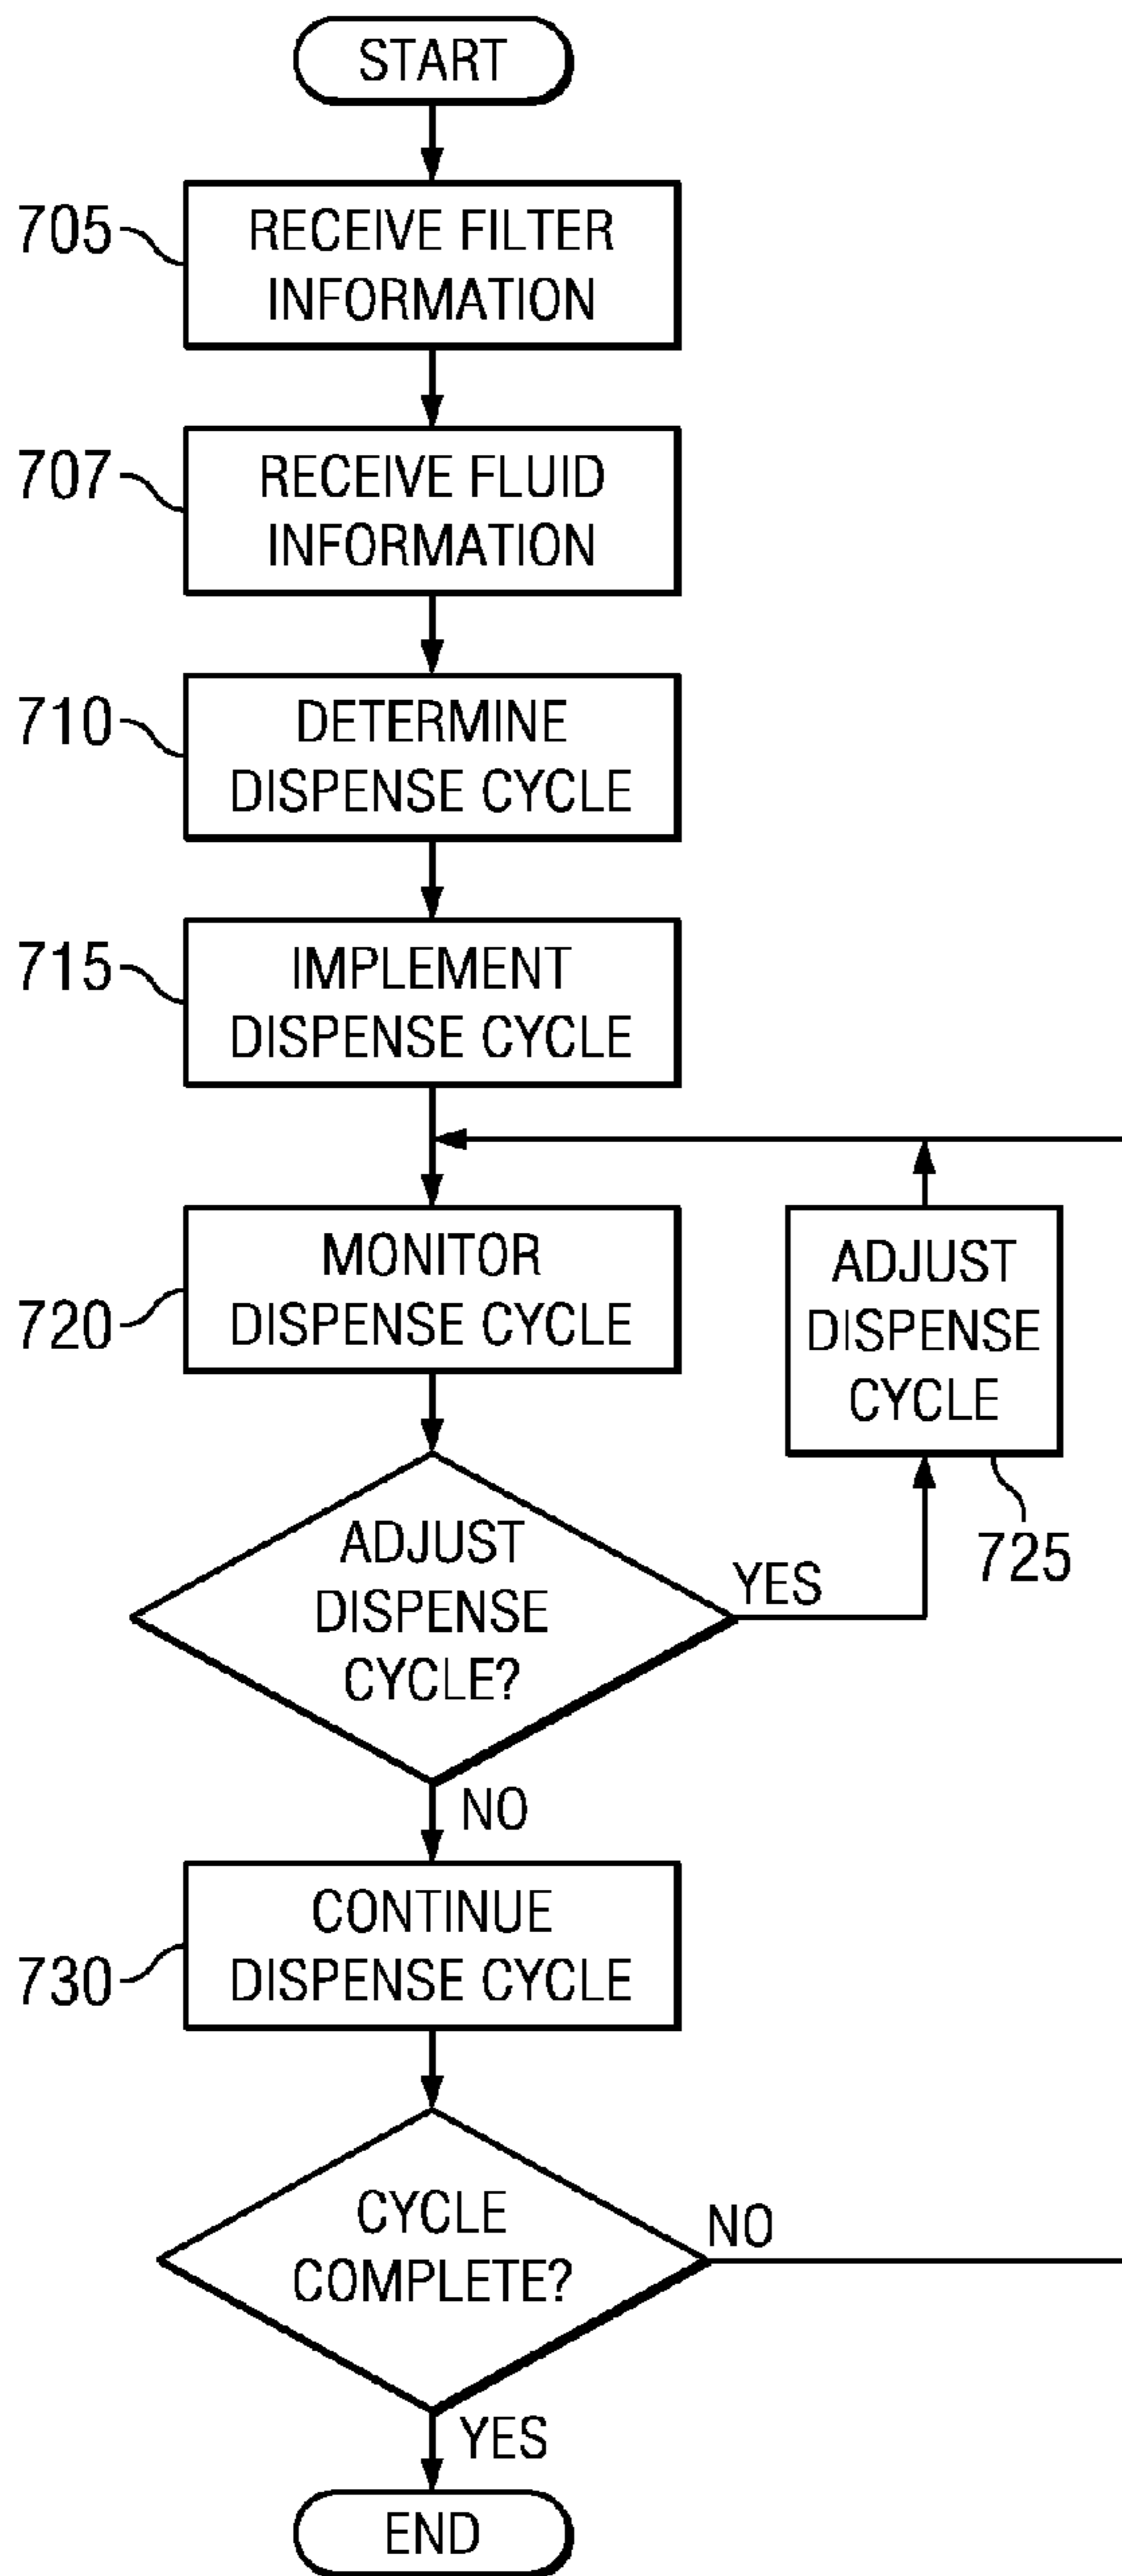 START
705
RECEIVE FILTER
INFORMATION
707
RECEIVE FLUID
INFORMATION
710
DETERMINE
DISPENSE CYCLE
715
IMPLEMENT
DISPENSE CYCLE
720
MONITOR
DISPENSE CYCLE
ADJUST
DISPENSE
CYCLE
725
ADJUST
DISPENSE
CYCLE?
YES
NO
730
CONTINUE
DISPENSE CYCLE
CYCLE
COMPLETE?
NO
YES
END